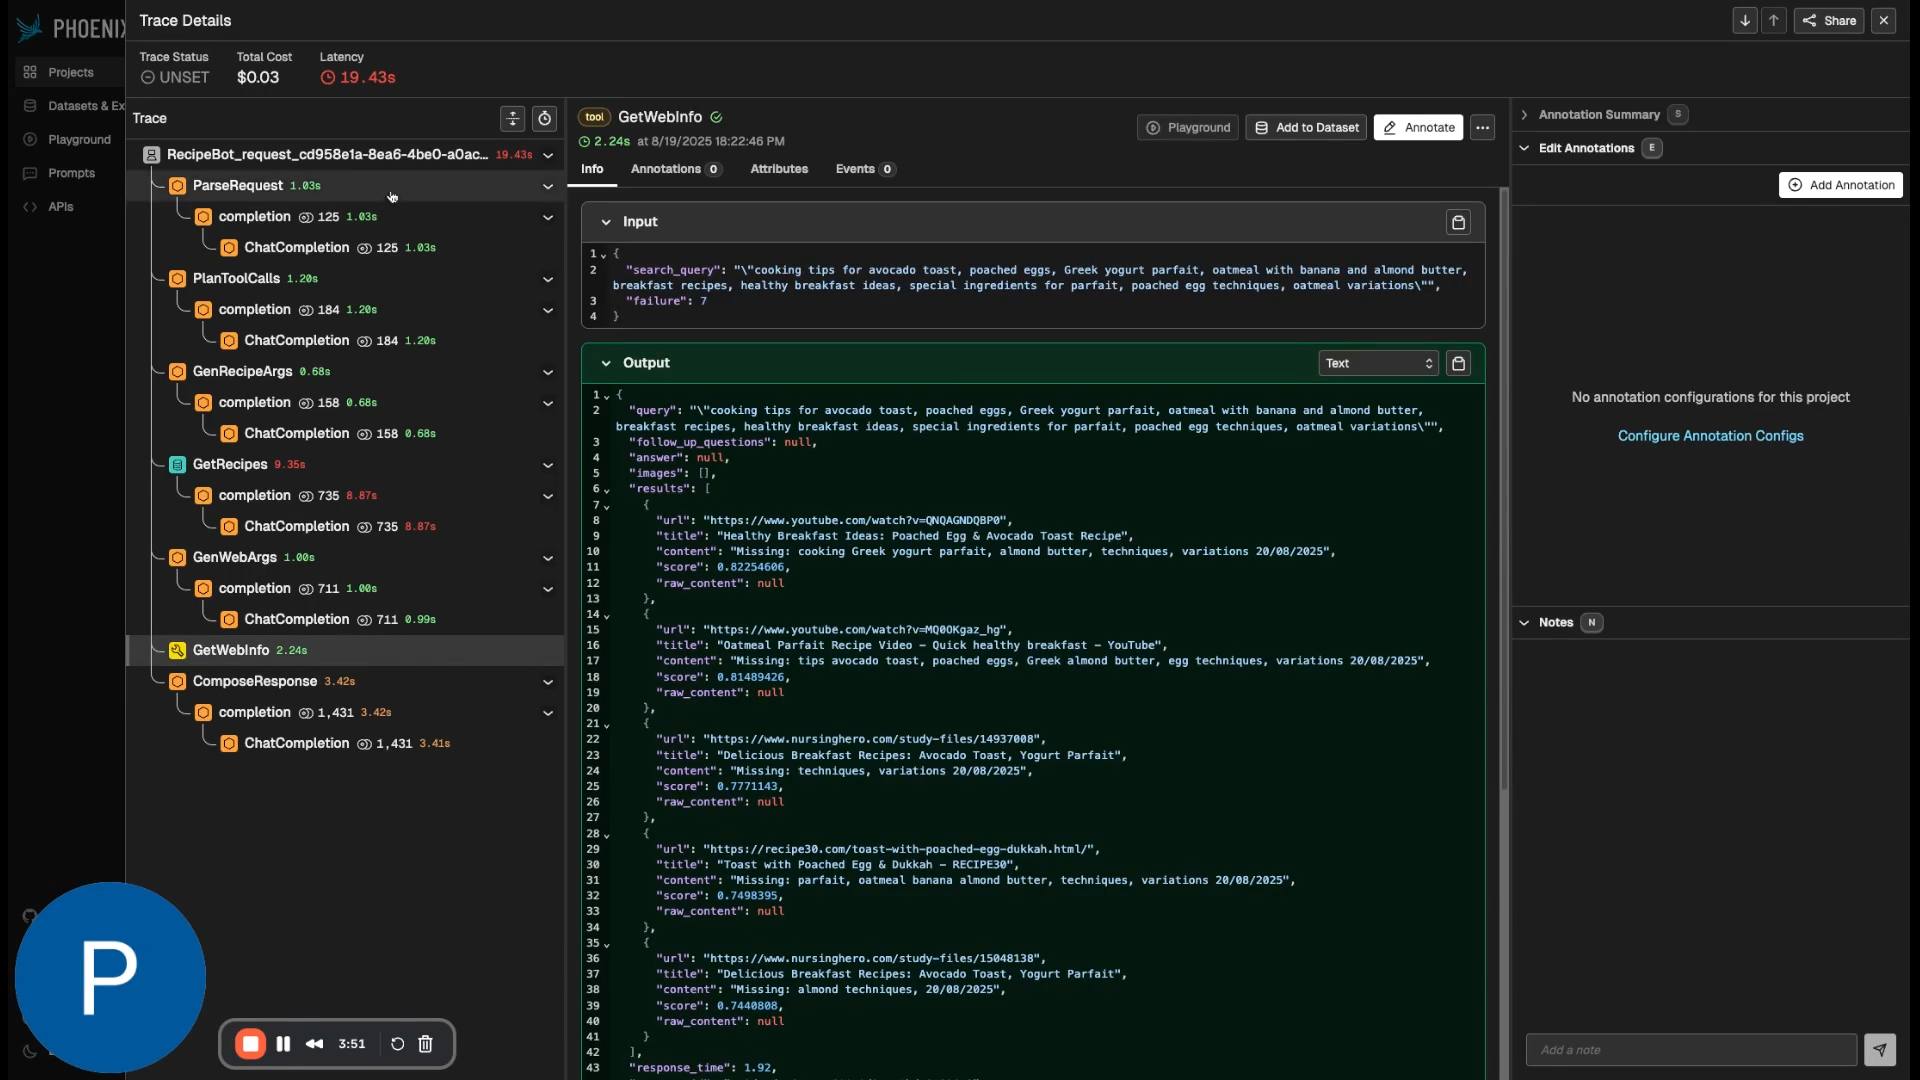 PHOENIX
Projects
Datasets & Ex
Playground
Prompts
APIs
Trace Details
Share
Trace Status
UNSET
Total Cost
$0.03
Latency
19.43s
Trace
RecipeBot_request_cd958e1a-8ea6-4be0-a0ac... 19.43s
ParseRequest 1.03s
completion 125 1.03s
ChatCompletion 125 1.03s
PlanToolCalls 1.20s
completion 184 1.20s
ChatCompletion 184 1.20s
GenRecipeArgs 0.68s
completion 158 0.68s
ChatCompletion 158 0.68s
GetRecipes 9.35s
completion 735 8.87s
ChatCompletion 735 8.87s
GenWebArgs 1.00s
completion 711 1.00s
ChatCompletion 711 0.99s
GetWebInfo 2.24s
ComposeResponse 3.42s
completion 1,431 3.42s
ChatCompletion 1,431 3.41s
P
3:51
tool GetWebInfo
2.24s at 8/19/2025 18:22:46 PM
Playground
Add to Dataset
Annotate
Info
Annotations 0
Attributes
Events 0
Input
1 {
2 "search_query": "\"cooking tips for avocado toast, poached eggs, Greek yogurt parfait, oatmeal with banana and almond butter,
breakfast recipes, healthy breakfast ideas, special ingredients for parfait, poached egg techniques, oatmeal variations\"",
3 "failure": 7
4 }
Output
Text
1 {
2 "query": "\"cooking tips for avocado toast, poached eggs, Greek yogurt parfait, oatmeal with banana and almond butter,
breakfast recipes, healthy breakfast ideas, special ingredients for parfait, poached egg techniques, oatmeal variations\"",
3 "follow_up_questions": null,
4 "answer": null,
5 "images": [],
6 "results": [
7 {
8 "url": "https://www.youtube.com/watch?v=QNQAGNDQBP0",
9 "title": "Healthy Breakfast Ideas: Poached Egg & Avocado Toast Recipe",
10 "content": "Missing: cooking Greek yogurt parfait, almond butter, techniques, variations 20/08/2025",
11 "score": 0.82254606,
12 "raw_content": null
13 },
14 {
15 "url": "https://www.youtube.com/watch?v=MQ0OKgaz_hg",
16 "title": "Oatmeal Parfait Recipe Video – Quick healthy breakfast – YouTube",
17 "content": "Missing: tips avocado toast, poached eggs, Greek almond butter, egg techniques, variations 20/08/2025",
18 "score": 0.81489426,
19 "raw_content": null
20 },
21 {
22 "url": "https://www.nursinghero.com/study-files/14937008",
23 "title": "Delicious Breakfast Recipes: Avocado Toast, Yogurt Parfait",
24 "content": "Missing: techniques, variations 20/08/2025",
25 "score": 0.7771143,
26 "raw_content": null
27 },
28 {
29 "url": "https://recipe30.com/toast-with-poached-egg-dukkah.html/",
30 "title": "Toast with Poached Egg & Dukkah – RECIPE30",
31 "content": "Missing: parfait, oatmeal banana almond butter, techniques, variations 20/08/2025",
32 "score": 0.7498395,
33 "raw_content": null
34 },
35 {
36 "url": "https://www.nursinghero.com/study-files/15048138",
37 "title": "Delicious Breakfast Recipes: Avocado Toast, Yogurt Parfait",
38 "content": "Missing: almond techniques, 20/08/2025",
39 "score": 0.7440808,
40 "raw_content": null
41 }
42 ],
43 "response_time": 1.92,
Annotation Summary S
Edit Annotations E
Add Annotation
No annotation configurations for this project
Configure Annotation Configs
Notes N
Add a note